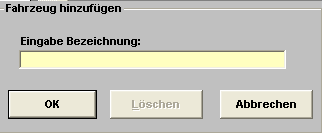 Fahrzeug hinzufügen
Eingabe Bezeichnung:
OK
Löschen
Abbrechen